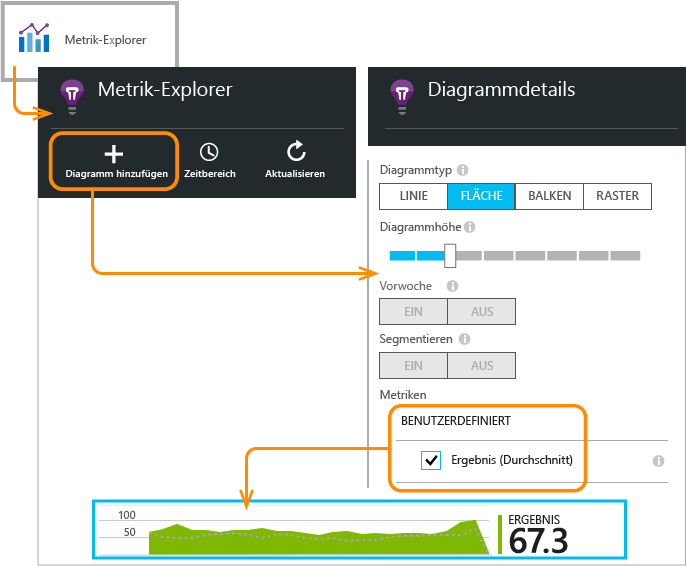 Metrik-Explorer
Metrik-Explorer
Diagramm hinzufügen
Zeitbereich
Aktualisieren
Diagrammdetails
Diagrammtyp
LINIE
FLÄCHE
BALKEN
RASTER
Diagrammhöhe
Vorwoche
EIN
AUS
Segmentieren
EIN
AUS
Metriken
BENUTZERDEFINIERT
Ergebnis (Durchschnitt)
100
50
ERGEBNIS
67.3